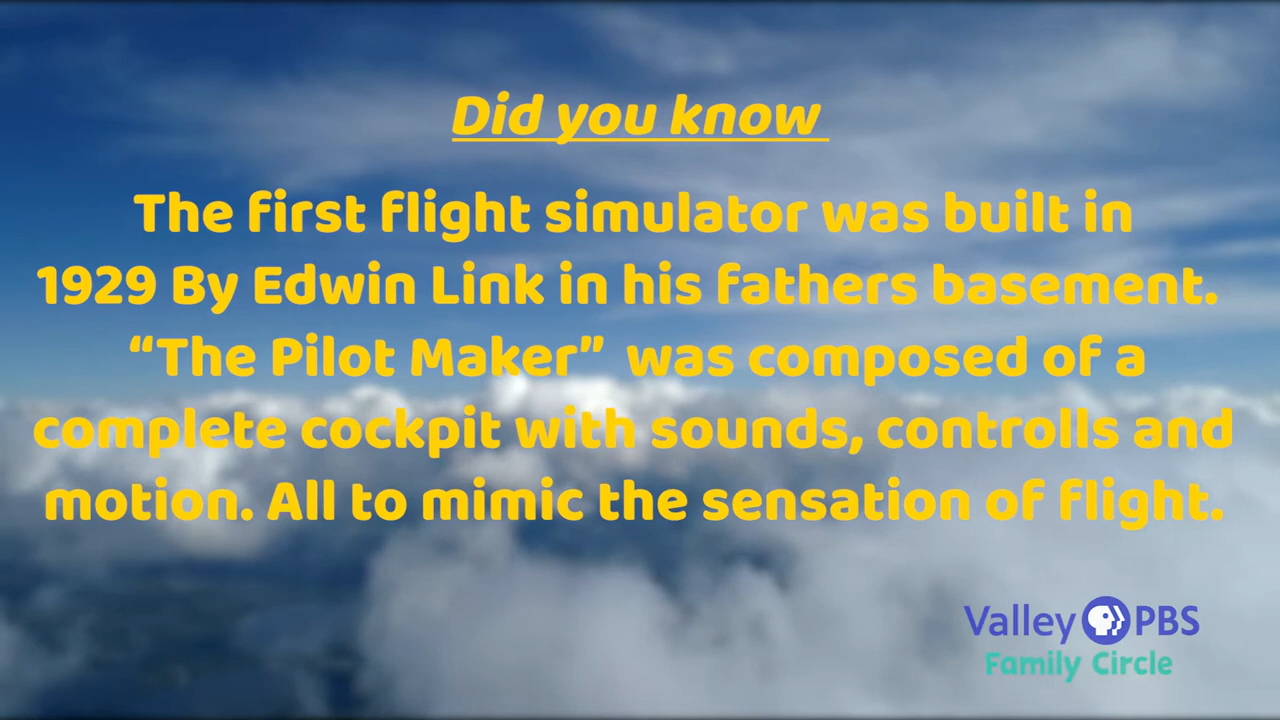 Did you know
The first flight simulator was built in
1929 By Edwin Link in his fathers basement.
“The Pilot Maker” was composed of a
complete cockpit with sounds, controlls and
motion. All to mimic the sensation of flight.
Valley PBS
Family Circle